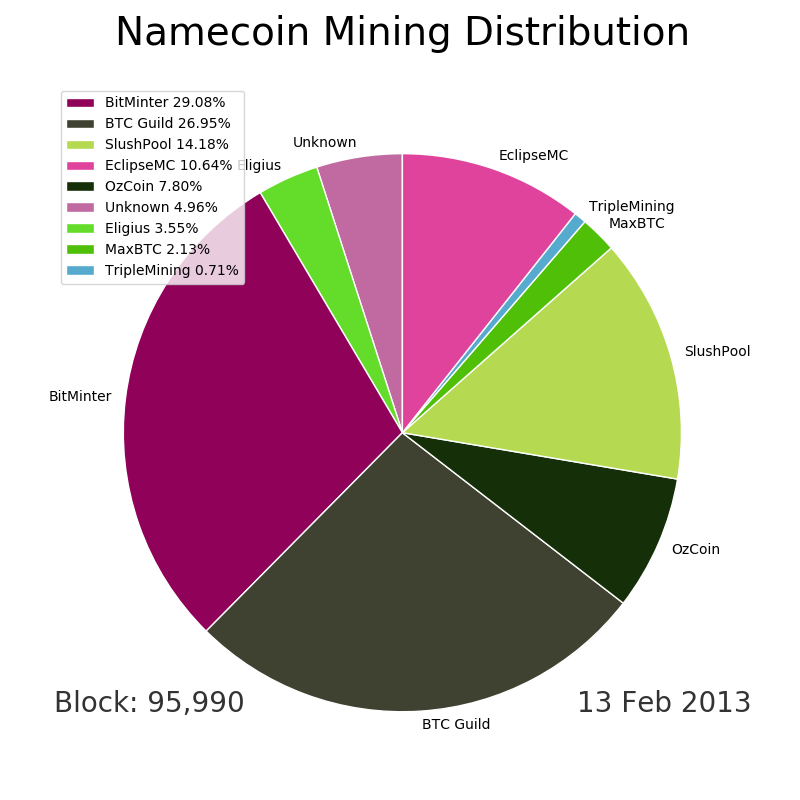 Namecoin Mining Distribution
BitMinter 29.08%
BTC Guild 26.95%
SlushPool 14.18%
EclipseMC 10.64%
OzCoin 7.80%
Unknown 4.96%
Eligius 3.55%
MaxBTC 2.13%
TripleMining 0.71%
Unknown
EclipseMC
Eligius
TripleMining
MaxBTC
SlushPool
BitMinter
OzCoin
Block: 95,990
13 Feb 2013
BTC Guild